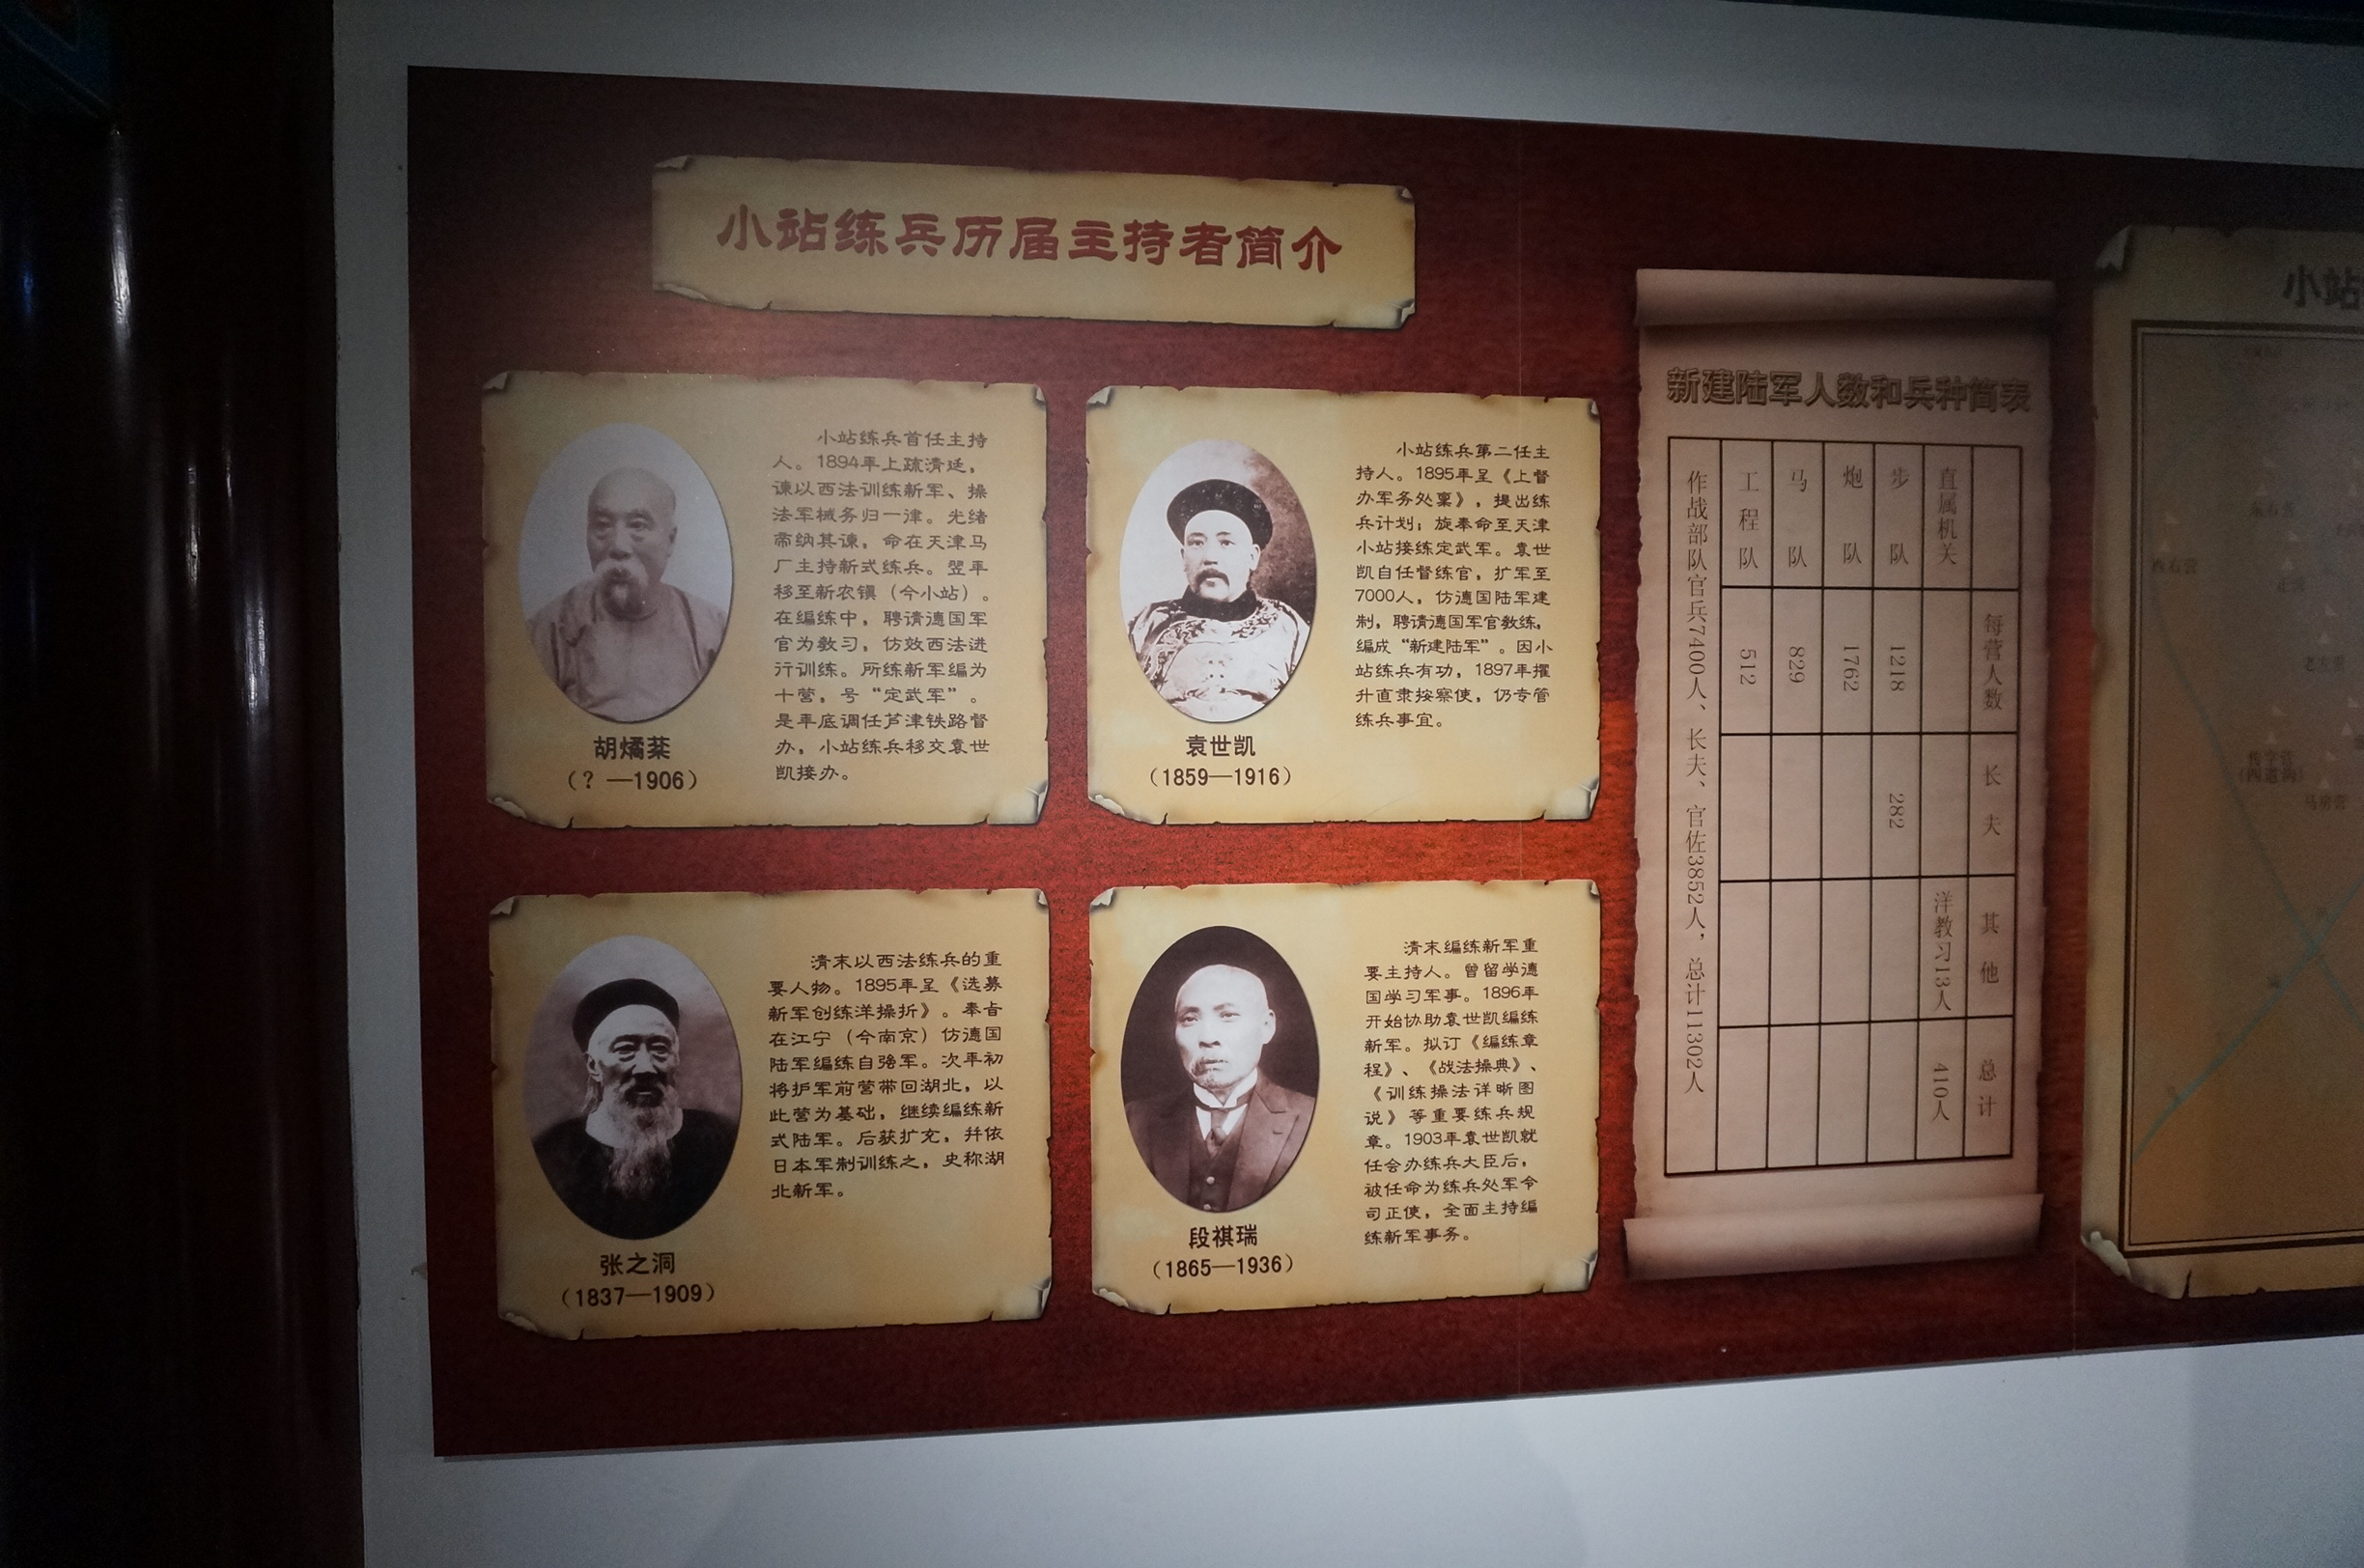 小站练兵历届主持者简介
小站练兵首任主持
人。1894年上疏清廷，
谏以西法训练新军、操
法军械务归一律。光绪
帝纳其谏，命在天津马
厂主持新式练兵。翌年
移至新农镇（今小站）。
在编练中，聘请德国军
官为教习，仿效西法进
行训练。所练新军编为
十营，号“定武军”。
是年底调任芦津铁路督
办，小站练兵移交袁世
凯接办。
胡燏棻
（？—1906）
小站练兵第二任主
持人。1895年呈《上督
办军务处禀》，提出练
兵计划；旋奉命至天津
小站接练定武军。袁世
凯自任督练官，扩军至
7000人，仿德国陆军建
制，聘请德国军官教练，
编成“新建陆军”。因小
站练兵有功，1897年擢
升直隶按察使，仍专管
练兵事宜。
袁世凯
（1859—1916）
清末以西法练兵的重
要人物。1895年呈《选募
新军创练洋操折》。奉旨
在江宁（今南京）仿德国
陆军编练自强军。次年初
将护军前营带回湖北，以
此营为基础，继续编练新
式陆军。后获扩充，并依
日本军制训练之，史称湖
北新军。
张之洞
（1837—1909）
清末编练新军重
要主持人。曾留学德
国学习军事。1896年
开始协助袁世凯编练
新军。拟订《编练章
程》、《战法操典》、
《训练操法详晰图
说》等重要练兵规
章。1903年袁世凯就
任会办练兵大臣后，
被任命为练兵处军令
司正使，全面主持编
练新军事务。
段祺瑞
（1865—1936）
新建陆军人数和兵种简表
每营人数 长夫 其他 总计
直属机关 洋教习13人 410人
步队 1218 282
炮队 1762
马队 829
工程队 512
作战部队官兵7400人、长夫、官佐3852人，总计11302人
小站
老左营
马房营